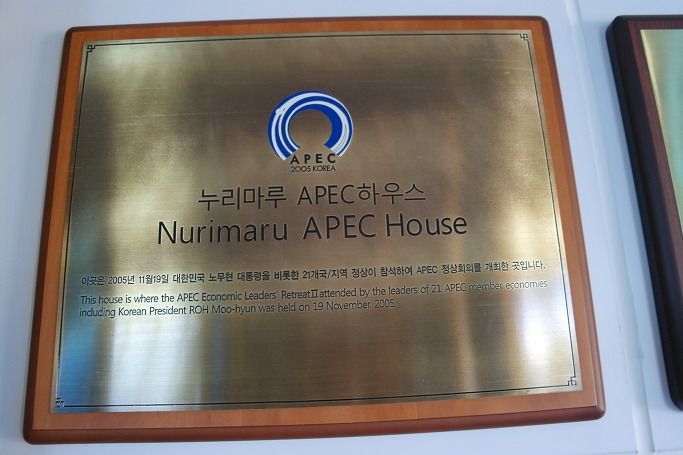 APEC
2005 KOREA
누리마루 APEC하우스
Nurimaru APEC House
이곳은 2005년 11월19일 대한민국 노무현 대통령을 비롯한 21개국/지역 정상이 참석하여 APEC 정상회의를 개최한 곳입니다.
This house is where the APEC Economic Leaders' RetreatⅡ attended by the leaders of 21 APEC member economies
including Korean President ROH Moo-hyun was held on 19 November, 2005.